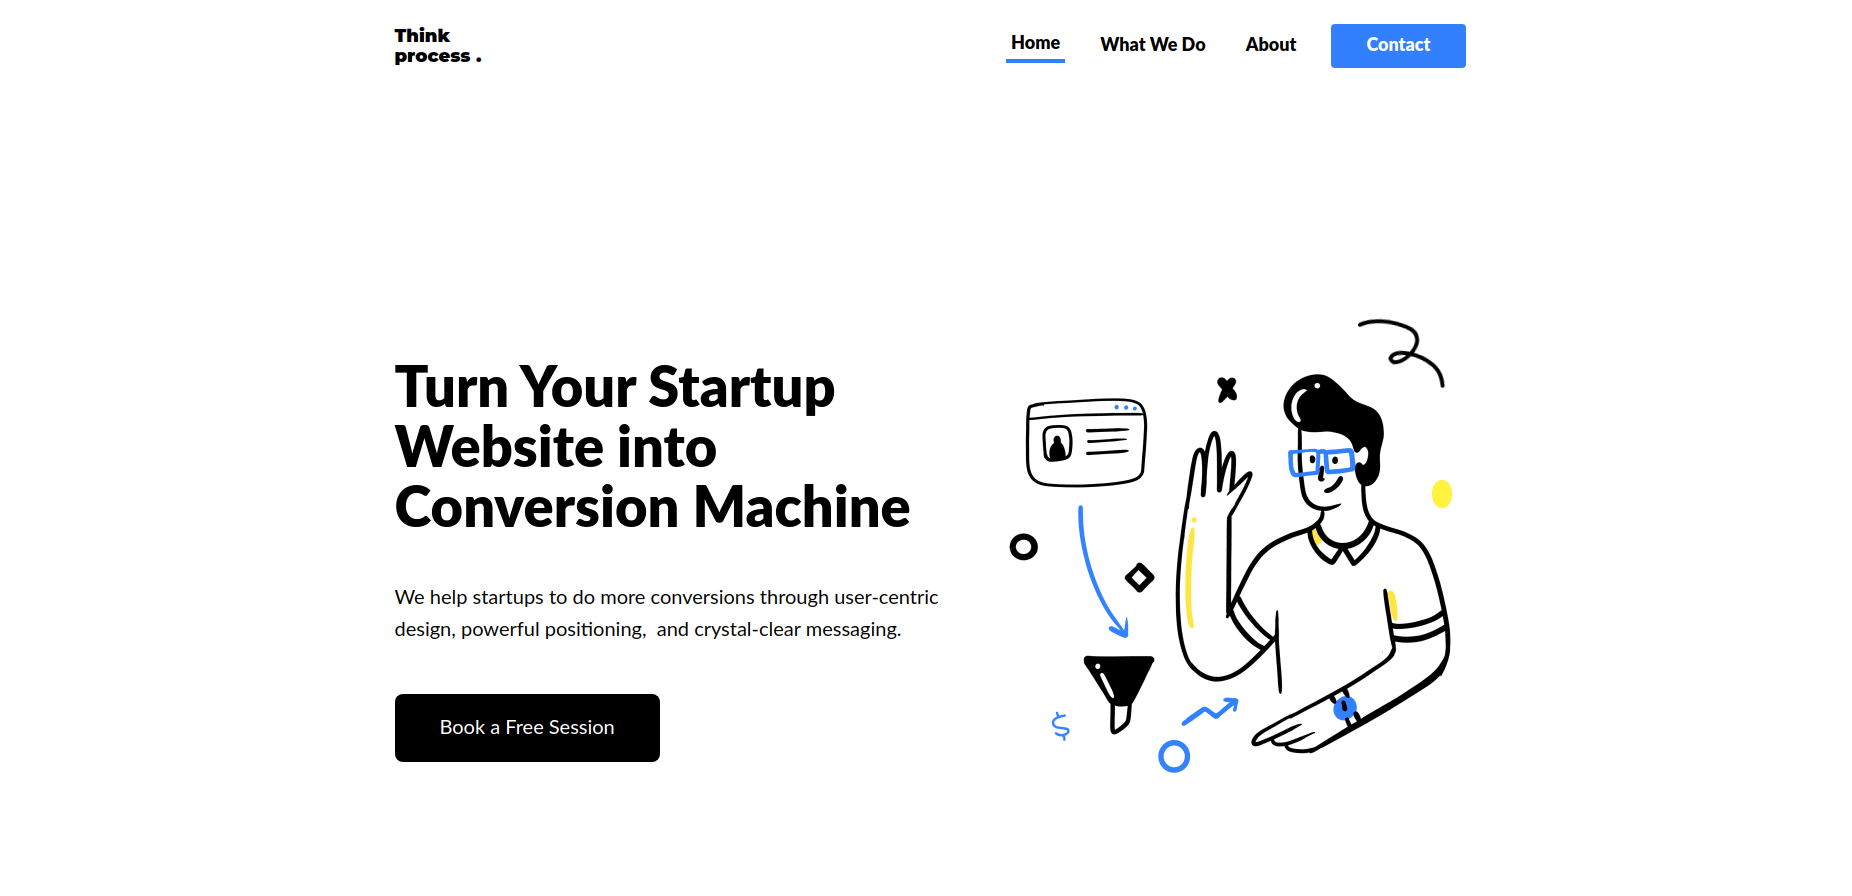 Think
process .
Home
What We Do
About
Contact
Turn Your Startup
Website into
Conversion Machine
We help startups to do more conversions through user-centric
design, powerful positioning,  and crystal-clear messaging.
Book a Free Session
$